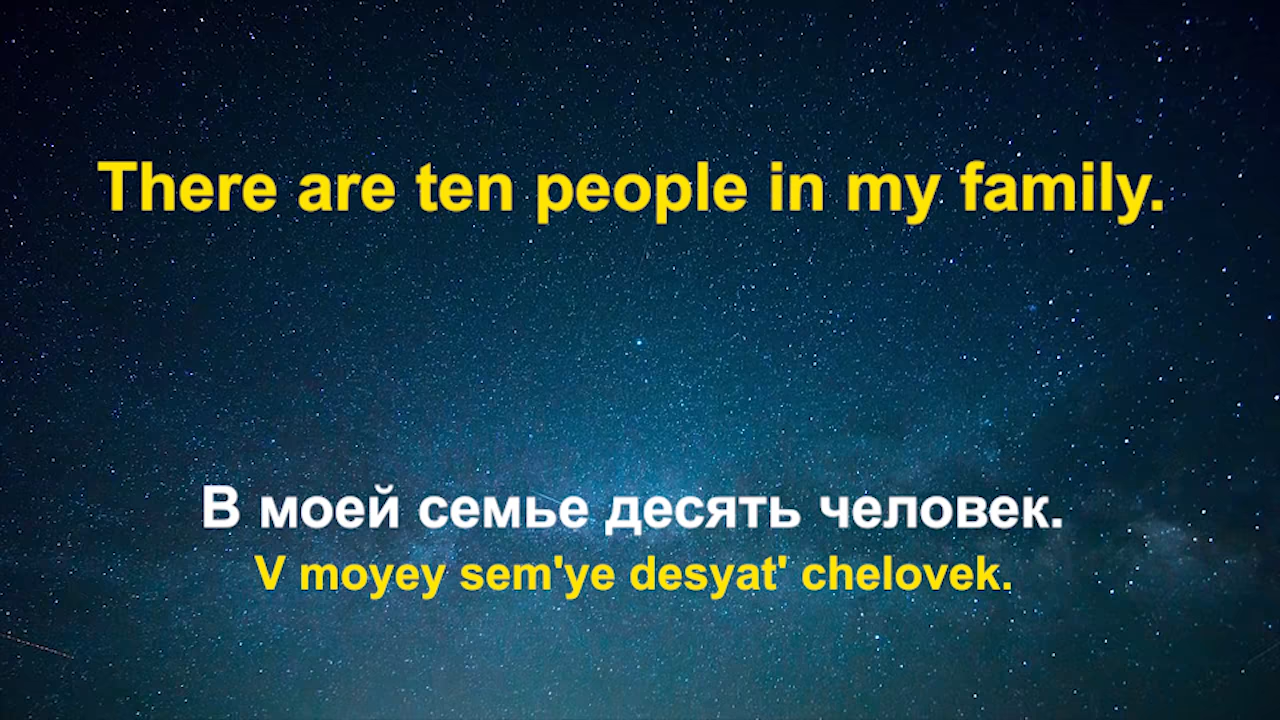 There are ten people in my family.
В моей семье десять человек.
V moyey sem'ye desyat' chelovek.